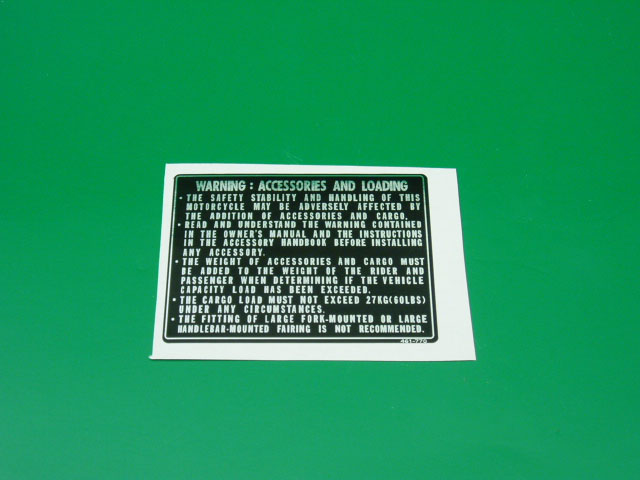 WARNING : ACCESSORIES AND LOADING
• THE SAFETY STABILITY AND HANDLING OF THIS
MOTORCYCLE MAY BE ADVERSELY AFFECTED BY
THE ADDITION OF ACCESSORIES AND CARGO.
• READ AND UNDERSTAND THE WARNING CONTAINED
IN THE OWNER'S MANUAL AND THE INSTRUCTIONS
IN THE ACCESSORY HANDBOOK BEFORE INSTALLING
ANY ACCESSORY.
• THE WEIGHT OF ACCESSORIES AND CARGO MUST
BE ADDED TO THE WEIGHT OF THE RIDER AND
PASSENGER WHEN DETERMINING IF THE VEHICLE
CAPACITY LOAD HAS BEEN EXCEEDED.
• THE CARGO LOAD MUST NOT EXCEED 27KG(60LBS)
UNDER ANY CIRCUMSTANCES.
• THE FITTING OF LARGE FORK-MOUNTED OR LARGE
HANDLEBAR-MOUNTED FAIRING IS NOT RECOMMENDED.
461-770